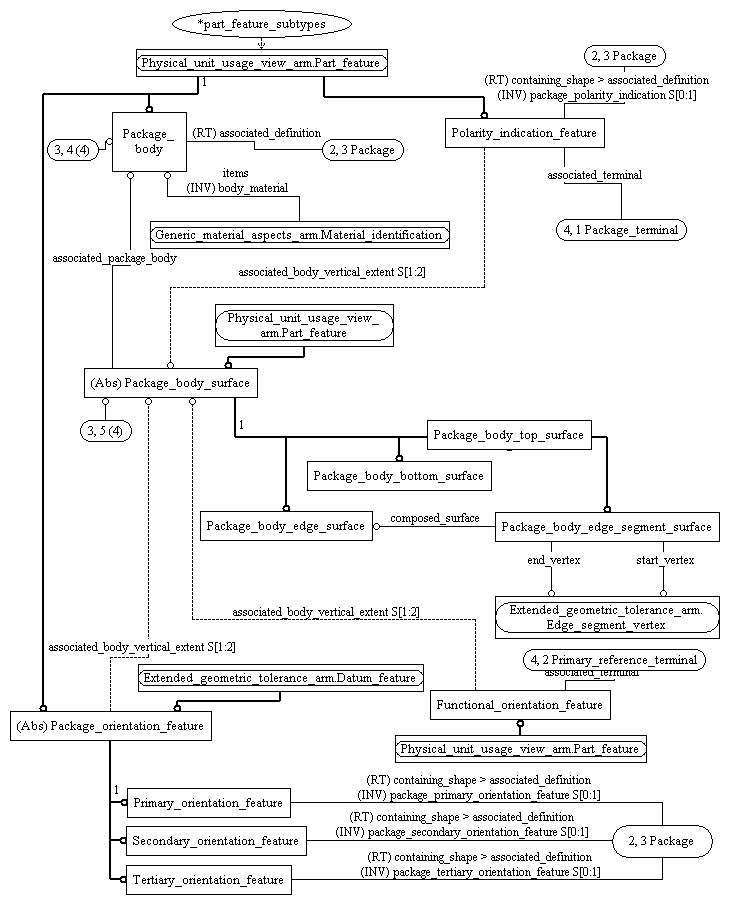 *part_feature_subtypes
Physical_unit_usage_view_arm.Part_feature
1
2, 3 Package
(RT) containing_shape > associated_definition
(INV) package_polarity_indication S[0:1]
Package_
body
3, 4 (4)
(RT) associated_definition
2, 3 Package
Polarity_indication_feature
items
(INV) body_material
associated_terminal
Generic_material_aspects_arm.Material_identification
4, 1 Package_terminal
associated_package_body
associated_body_vertical_extent S[1:2]
Physical_unit_usage_view_
arm.Part_feature
(Abs) Package_body_surface
3, 5 (4)
1
Package_body_top_surface
Package_body_bottom_surface
Package_body_edge_surface
composed_surface
Package_body_edge_segment_surface
end_vertex
start_vertex
Extended_geometric_tolerance_arm.
Edge_segment_vertex
associated_body_vertical_extent S[1:2]
associated_body_vertical_extent S[1:2]
4, 2 Primary_reference_terminal
associated_terminal
Extended_geometric_tolerance_arm.Datum_feature
Functional_orientation_feature
(Abs) Package_orientation_feature
Physical_unit_usage_view_arm.Part_feature
1
Primary_orientation_feature
(RT) containing_shape > associated_definition
(INV) package_primary_orientation_feature S[0:1]
Secondary_orientation_feature
(RT) containing_shape > associated_definition
(INV) package_secondary_orientation_feature S[0:1]
2, 3 Package
Tertiary_orientation_feature
(RT) containing_shape > associated_definition
(INV) package_tertiary_orientation_feature S[0:1]